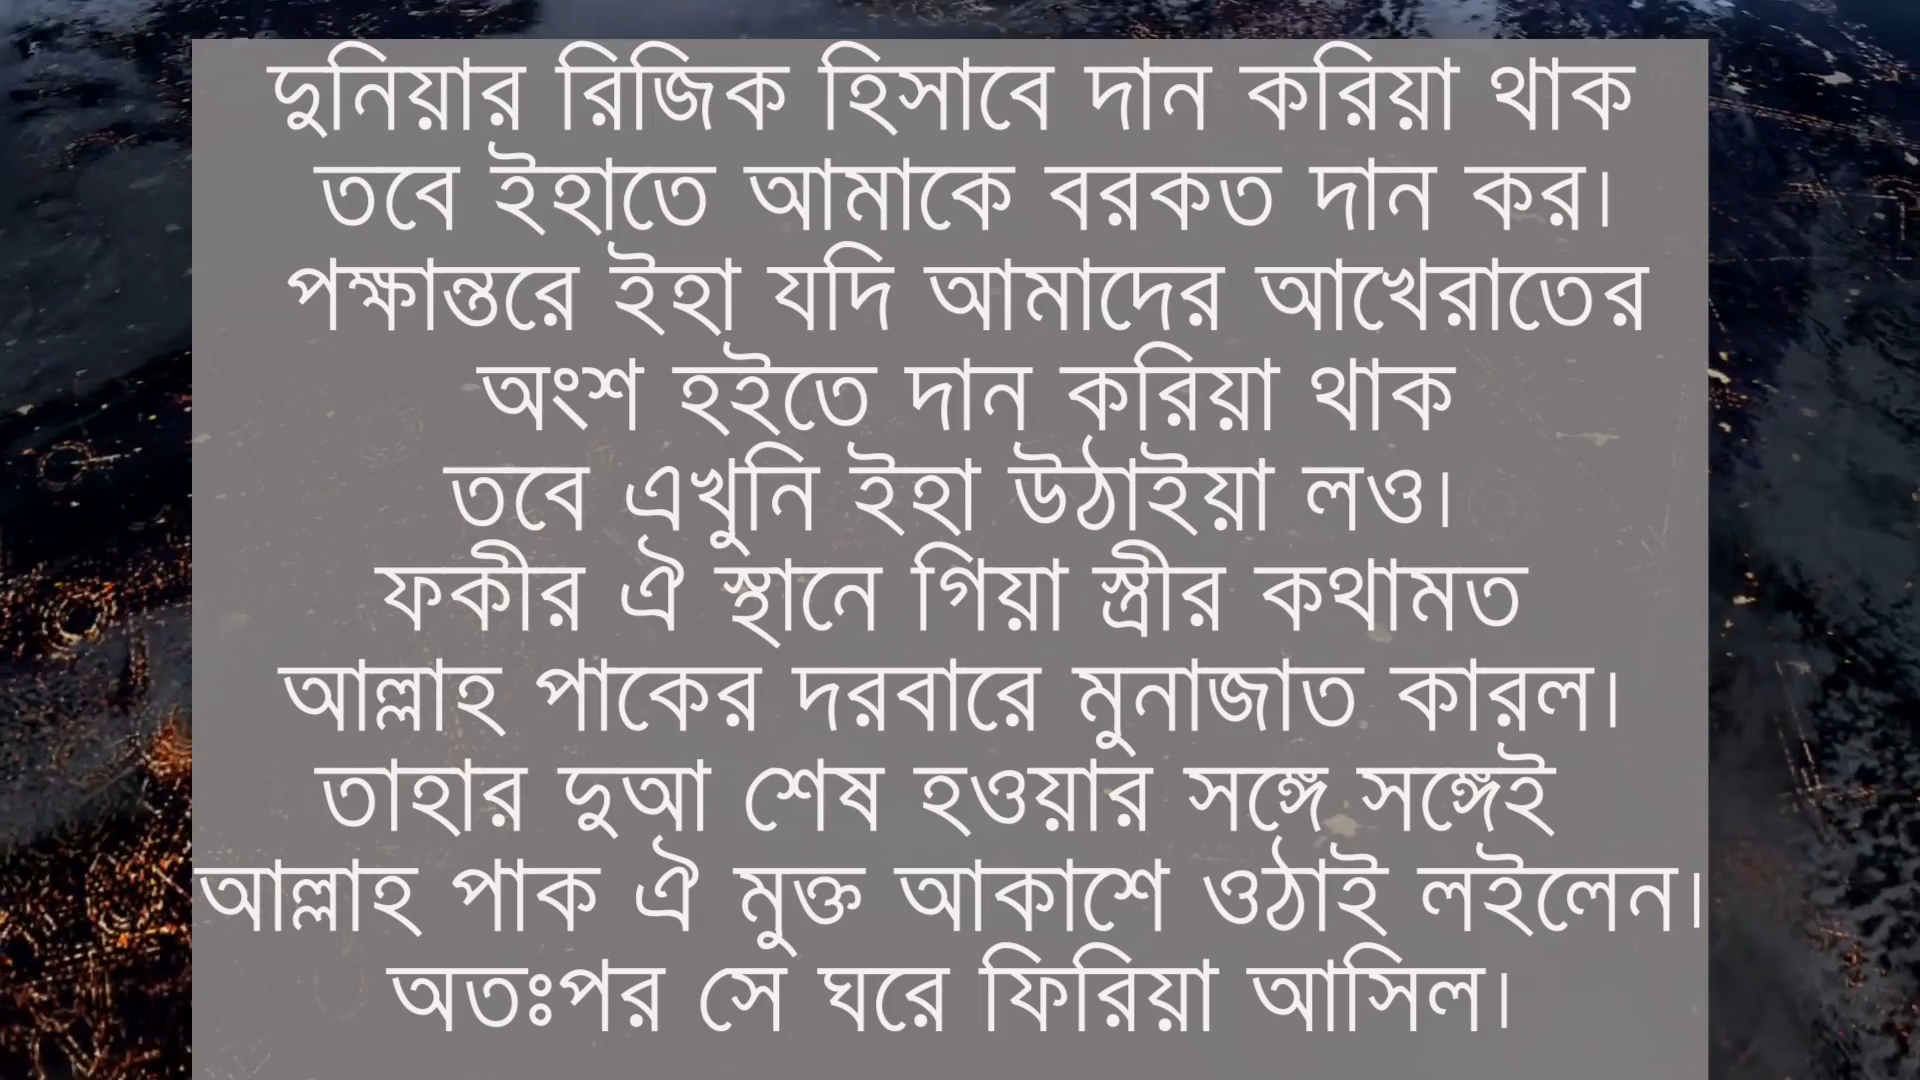 দুনিয়ার রিজিক হিসাবে দান করিয়া থাক
তবে ইহাতে আমাকে বরকত দান কর।
পক্ষান্তরে ইহা যদি আমাদের আখেরাতের
অংশ হইতে দান করিয়া থাক
তবে এখুনি ইহা উঠাইয়া লও।
ফকীর ঐ স্থানে গিয়া স্ত্রীর কথামত
আল্লাহ পাকের দরবারে মুনাজাত কারল।
তাহার দুআ শেষ হওয়ার সঙ্গে সঙ্গেই
আল্লাহ পাক ঐ মুক্ত আকাশে ওঠাই লইলেন।
অতঃপর সে ঘরে ফিরিয়া আসিল।